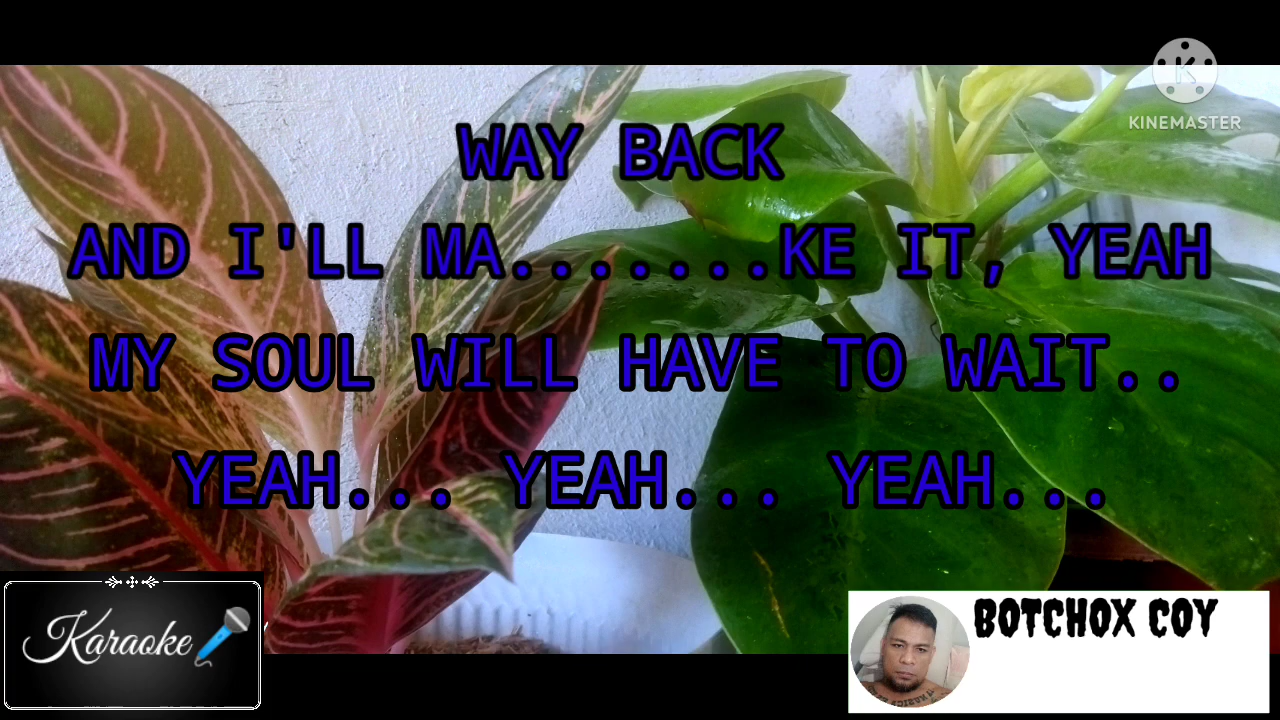 KINEMASTER
WAY BACK
AND I'LL MA.......KE IT, YEAH
MY SOUL WILL HAVE TO WAIT..
YEAH... YEAH... YEAH...
Karaoke
BOTCHOX COY